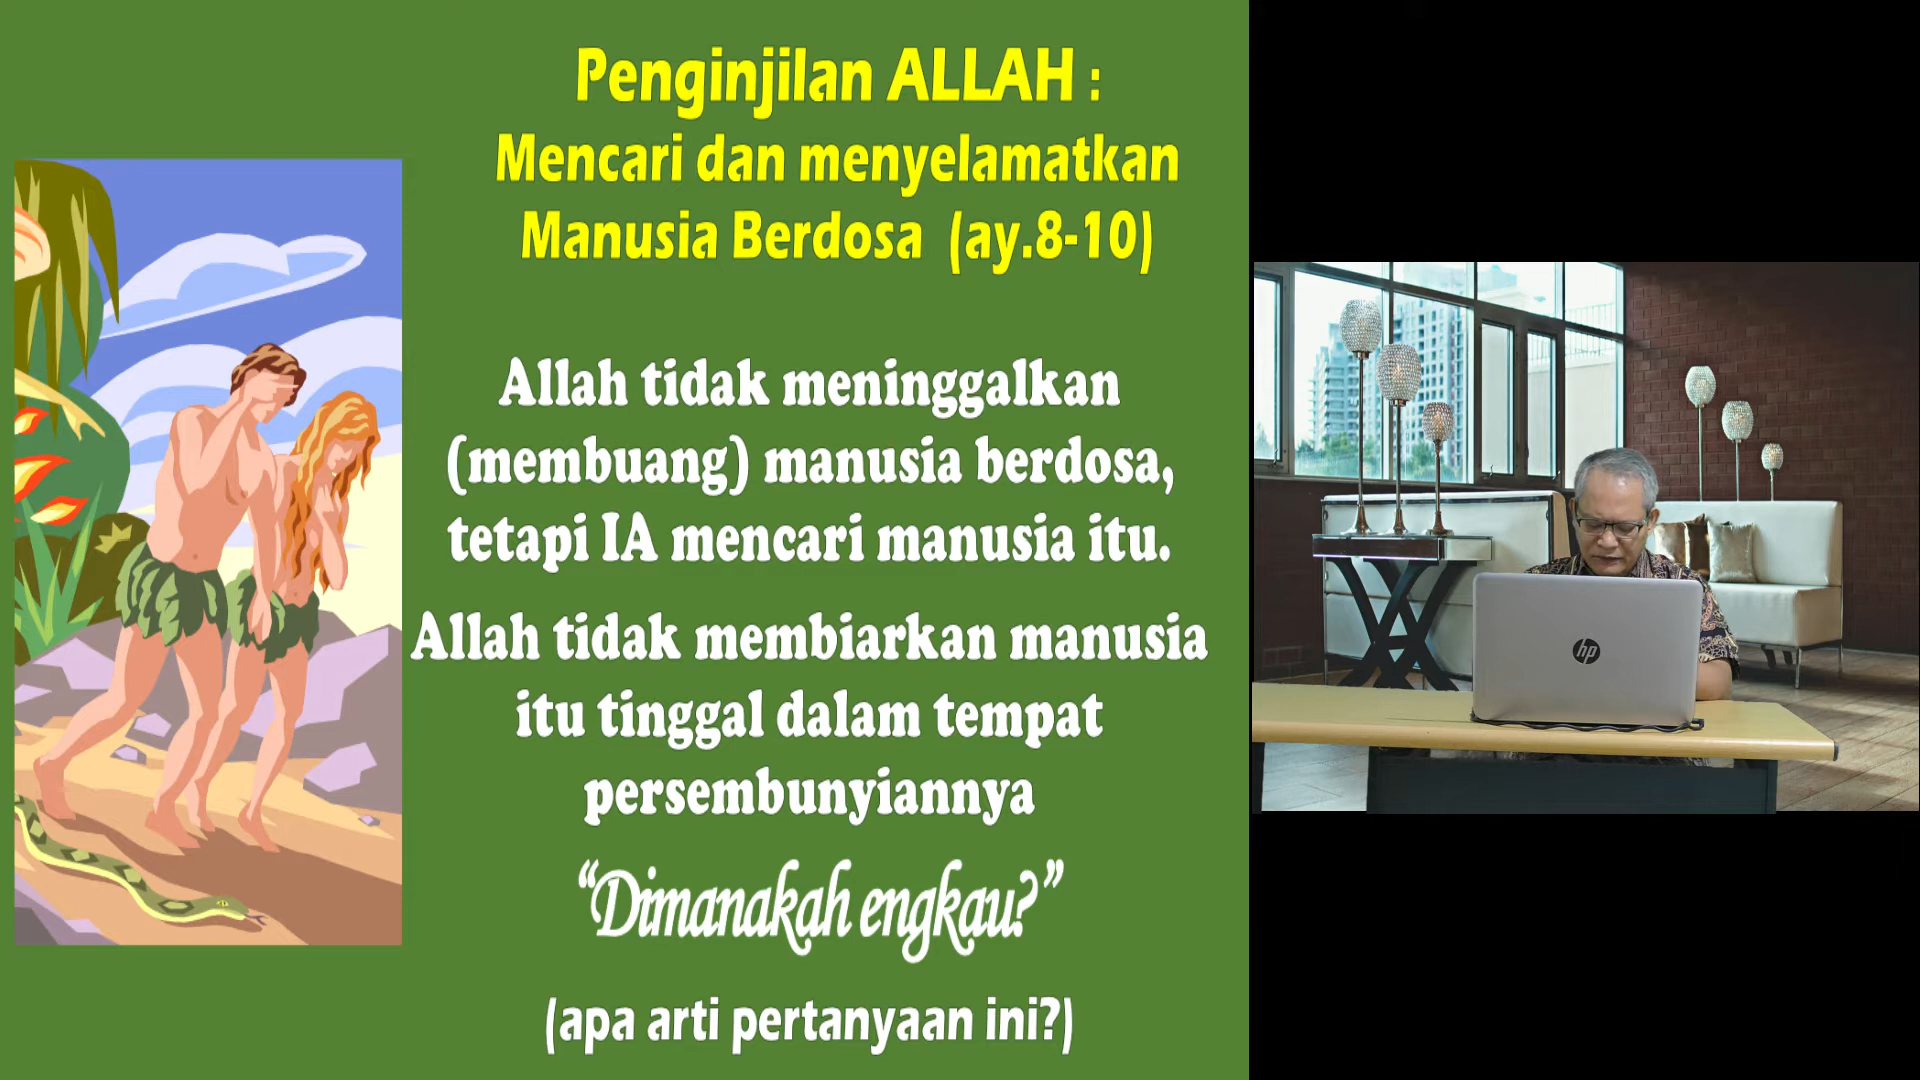 Penginjilan ALLAH :
Mencari dan menyelamatkan
Manusia Berdosa (ay.8-10)
Allah tidak meninggalkan
(membuang) manusia berdosa,
tetapi IA mencari manusia itu.
Allah tidak membiarkan manusia
itu tinggal dalam tempat
persembunyiannya
“Dimanakah engkau?”
(apa arti pertanyaan ini?)
hp